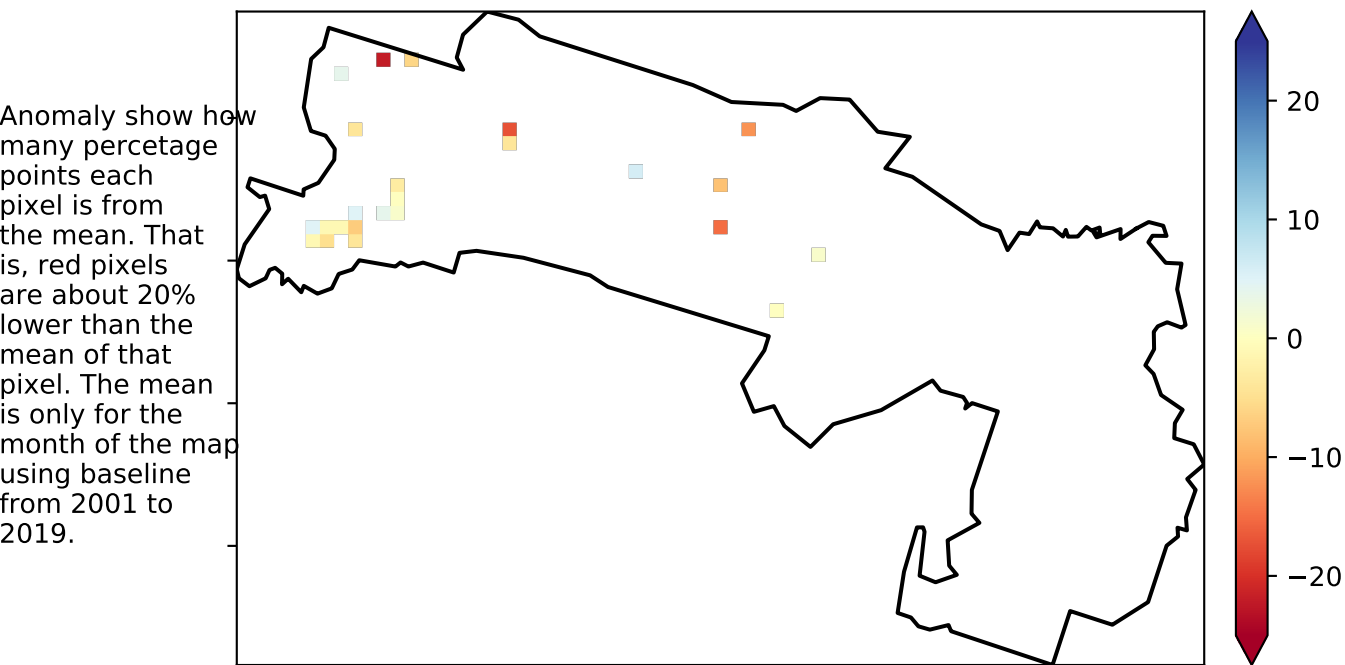 Anomaly show how
many percetage
points each
pixel is from
the mean. That
is, red pixels
are about 20%
lower than the
mean of that
pixel. The mean
is only for the
month of the map
using baseline
from 2001 to
2019.
20
10
0
−10
−20